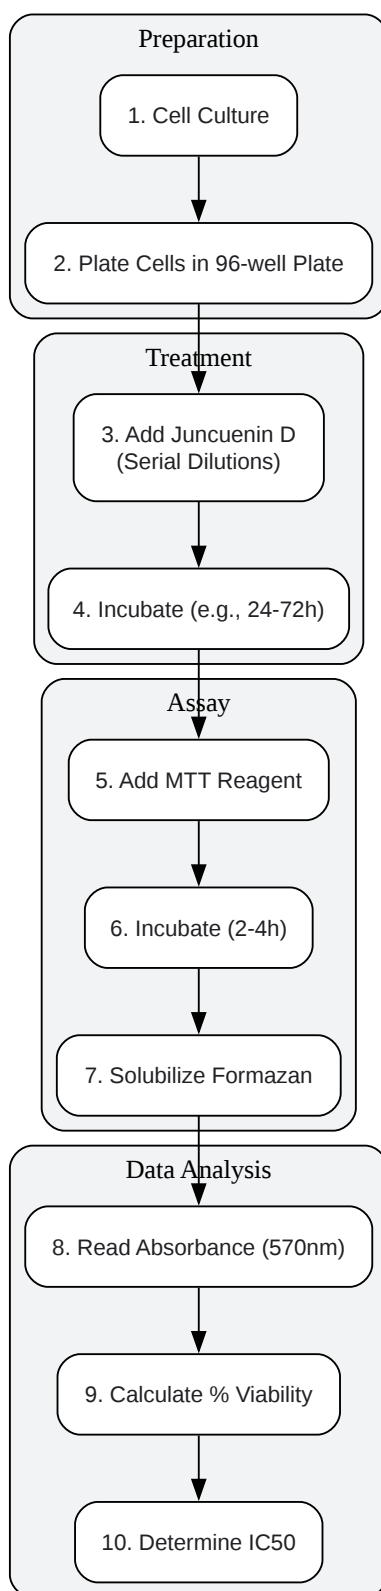 Preparation
1. Cell Culture
2. Plate Cells in 96-well Plate
Treatment
3. Add Juncuenin D
(Serial Dilutions)
4. Incubate (e.g., 24-72h)
Assay
5. Add MTT Reagent
6. Incubate (2-4h)
7. Solubilize Formazan
Data Analysis
8. Read Absorbance (570nm)
9. Calculate % Viability
10. Determine IC50